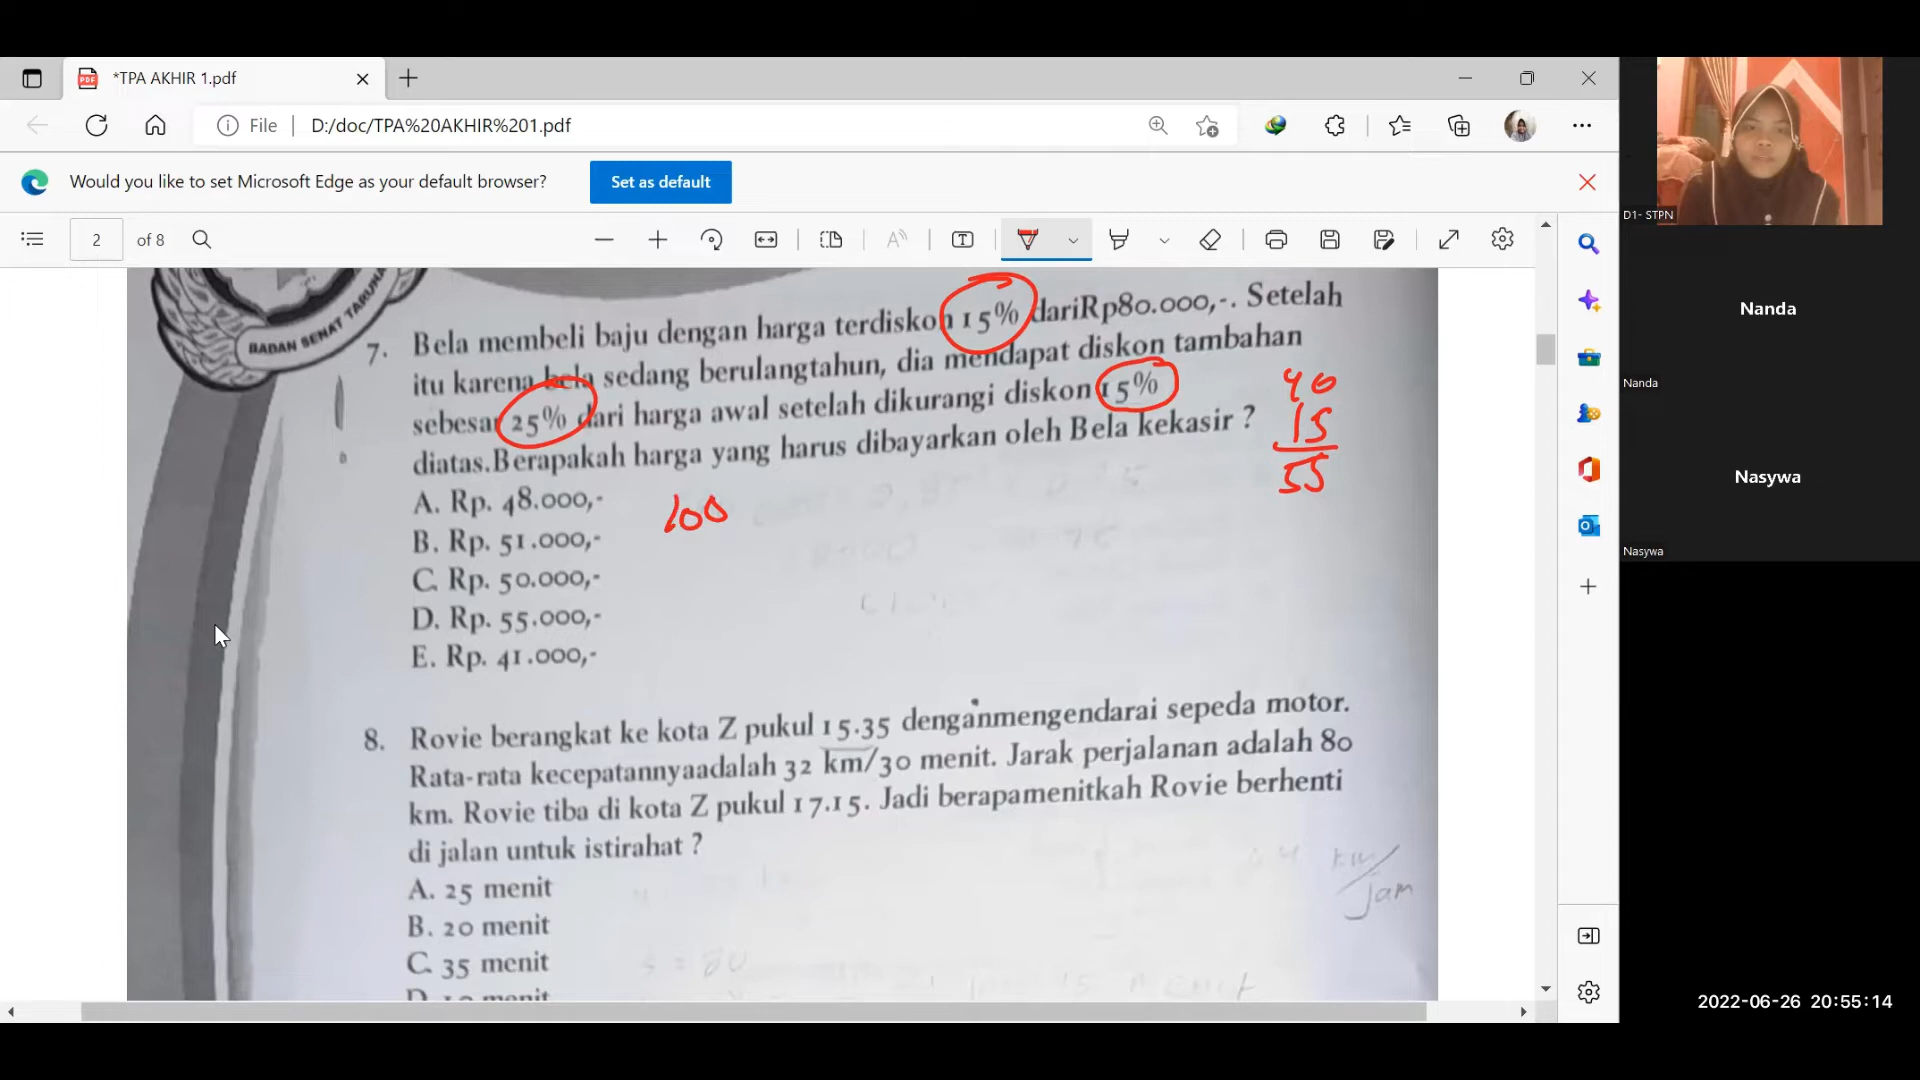 *TPA AKHIR 1.pdf
File
D:/doc/TPA%20AKHIR%201.pdf
Would you like to set Microsoft Edge as your default browser?
Set as default
2
of 8
BADAN SENAT TARUNA
7. Bela membeli baju dengan harga terdiskon 15% dariRp80.000,-. Setelah
itu karena bela sedang berulangtahun, dia mendapat diskon tambahan
sebesar 25% dari harga awal setelah dikurangi diskon 15%
diatas.Berapakah harga yang harus dibayarkan oleh Bela kekasir ?
40
15
55
A. Rp. 48.000,-
100
B. Rp. 51.000,-
C. Rp. 50.000,-
D. Rp. 55.000,-
E. Rp. 41.000,-
8. Rovie berangkat ke kota Z pukul 15.35 denganmengendarai sepeda motor.
Rata-rata kecepatannyaadalah 32 km/30 menit. Jarak perjalanan adalah 80
km. Rovie tiba di kota Z pukul 17.15. Jadi berapamenitkah Rovie berhenti
di jalan untuk istirahat ?
A. 25 menit
B. 20 menit
C. 35 menit
km/jam
s = 80
D1- STPN
Nanda
Nanda
Nasywa
Nasywa
2022-06-26 20:55:14